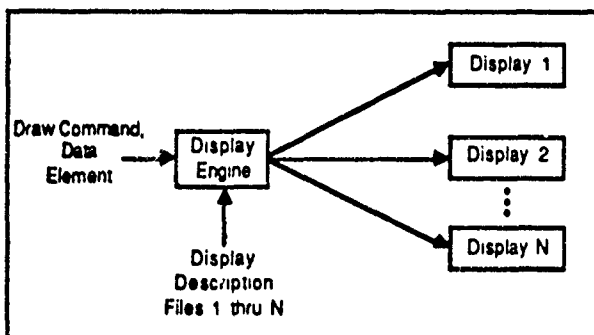 Draw Command,
Data
Element
Display
Engine
Display
Description
Files 1 thru N
Display 1
Display 2
Display N